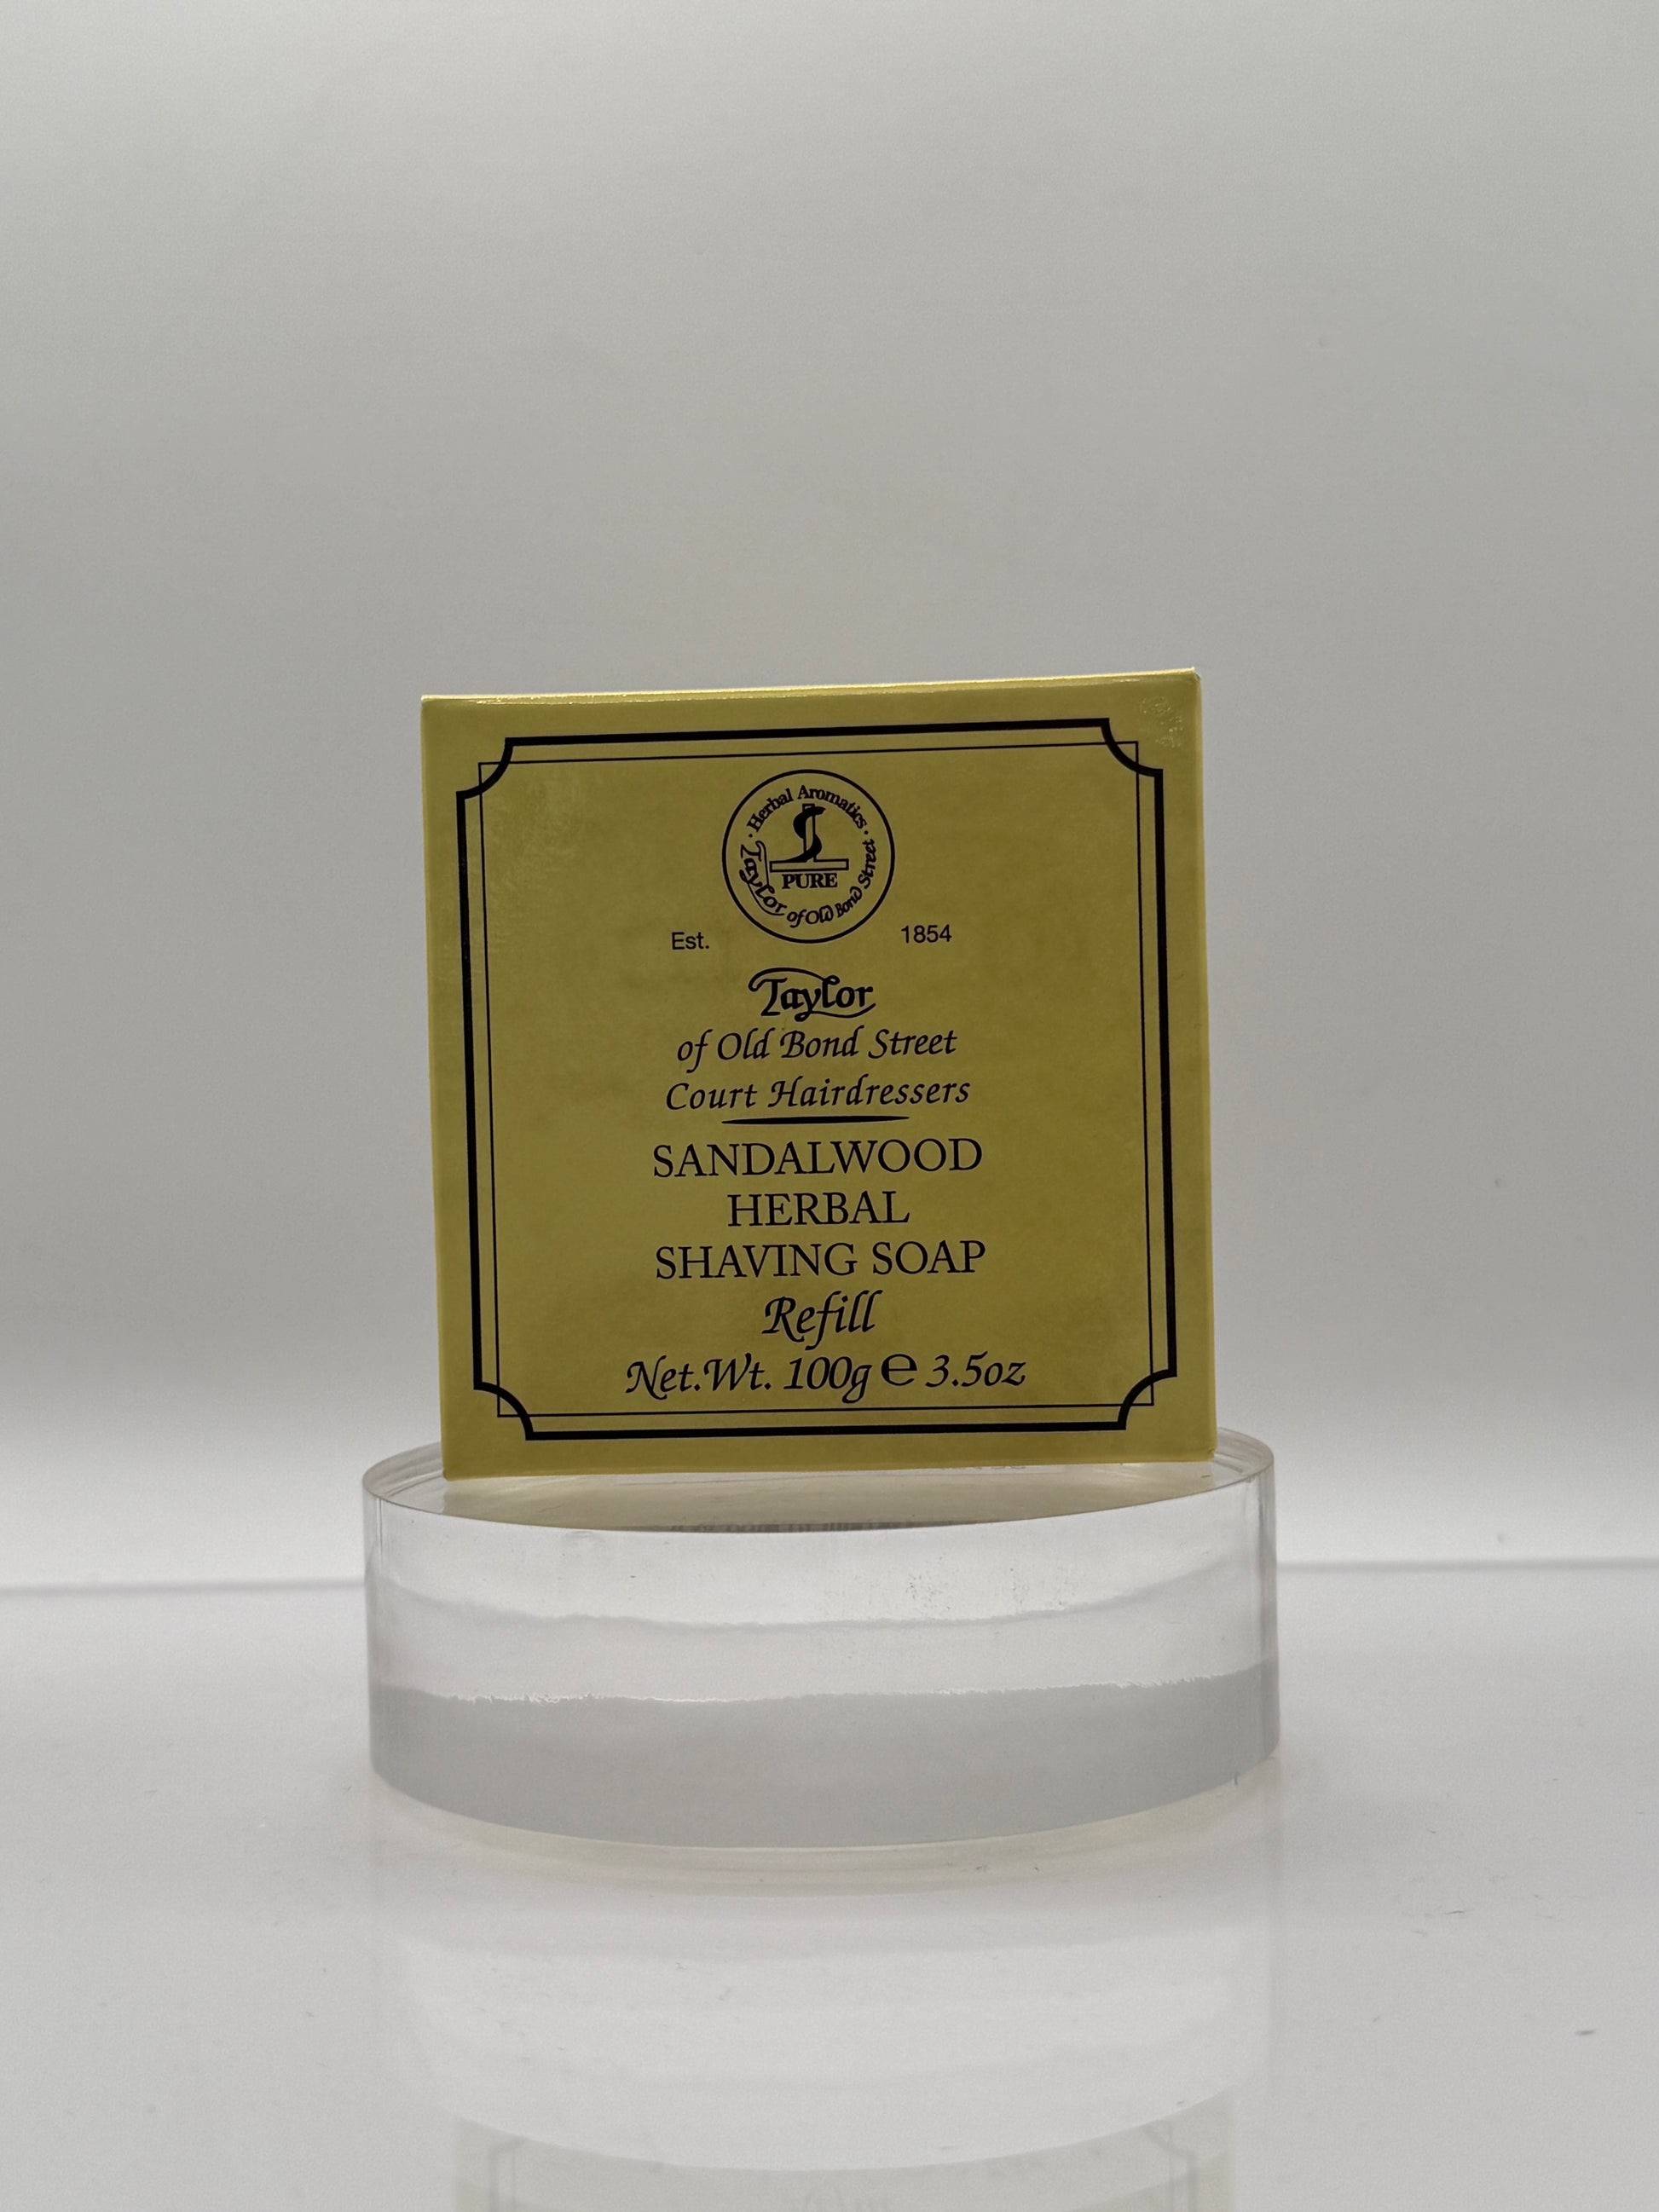 · Herbal Aromatics ·
PURE
Taylor of Old Bond Street
Est. 1854
Taylor
of Old Bond Street
Court Hairdressers
SANDALWOOD
HERBAL
SHAVING SOAP
Refill
Net.Wt. 100g e 3.5oz